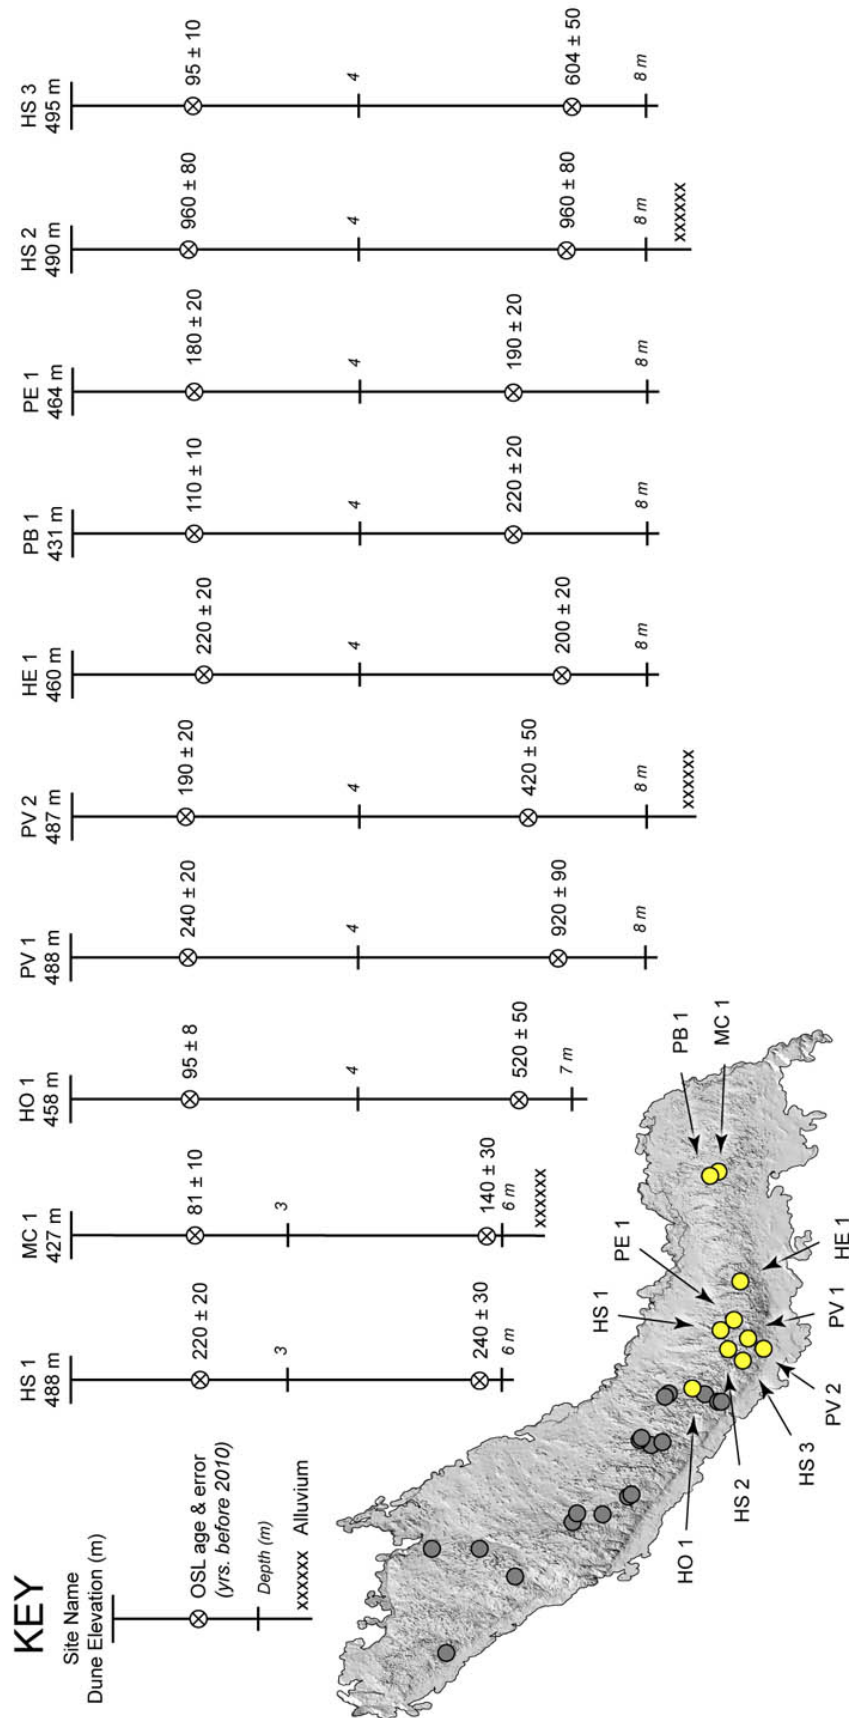 KEY
Site Name
Dune Elevation (m)
OSL age & error
(yrs. before 2010)
Depth (m)
xxxxxx Alluvium
HS 1
488 m
220 ± 20
3
240 ± 30
6 m
MC 1
427 m
81 ± 10
3
140 ± 30
6 m
xxxxxx
HO 1
458 m
95 ± 8
4
520 ± 50
7 m
PV 1
488 m
240 ± 20
4
920 ± 90
8 m
PV 2
487 m
190 ± 20
4
420 ± 50
8 m
xxxxxx
HE 1
460 m
220 ± 20
4
200 ± 20
8 m
PB 1
431 m
110 ± 10
4
220 ± 20
8 m
PE 1
464 m
180 ± 20
4
190 ± 20
8 m
HS 2
490 m
960 ± 80
4
960 ± 80
8 m
xxxxxx
HS 3
495 m
95 ± 10
4
604 ± 50
8 m
HO 1
HS 2
HS 3
PV 2
PV 1
HE 1
HS 1
PE 1
PB 1
MC 1